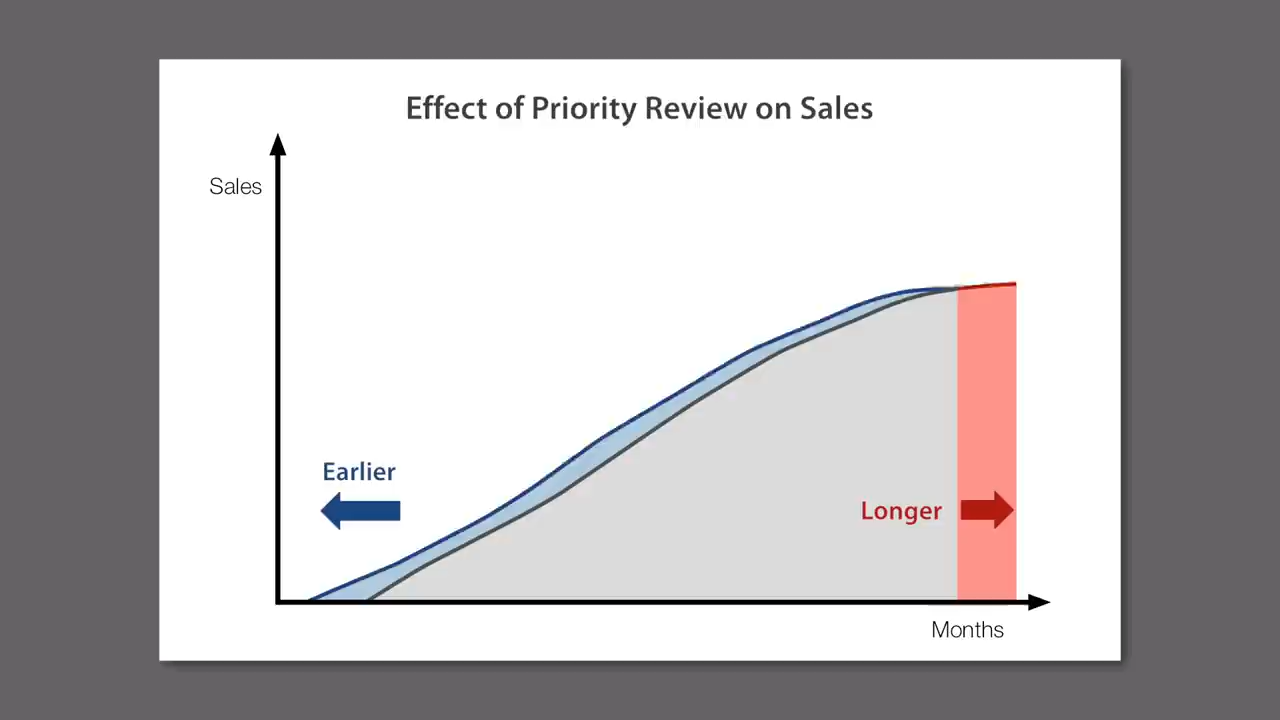 Effect of Priority Review on Sales
Sales
Earlier
Longer
Months